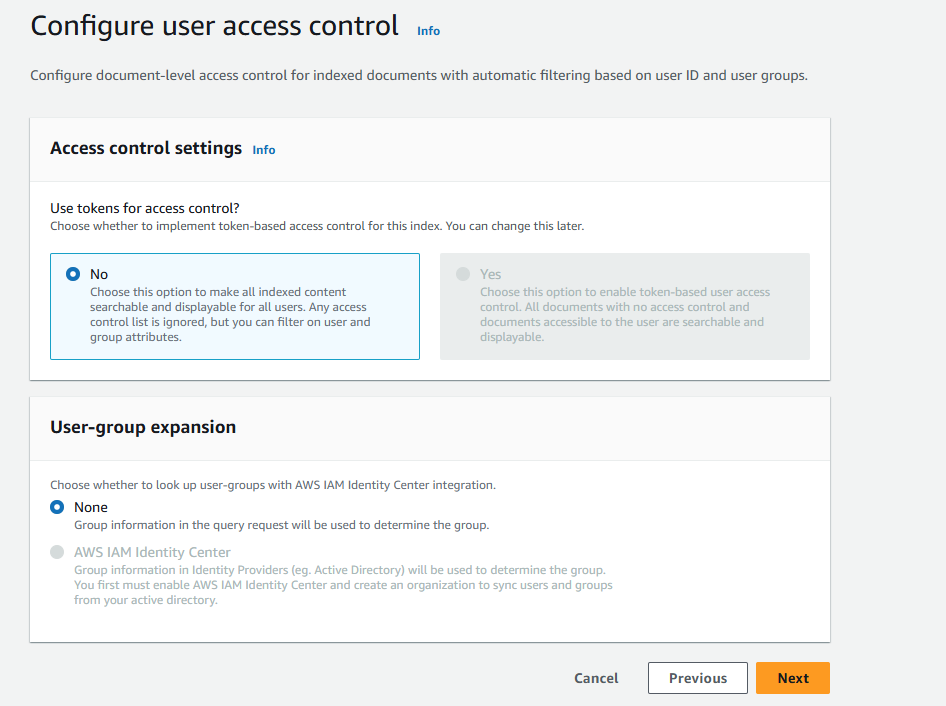 Configure user access control Info
Configure document-level access control for indexed documents with automatic filtering based on user ID and user groups.
Access control settings Info
Use tokens for access control?
Choose whether to implement token-based access control for this index. You can change this later.
No
Choose this option to make all indexed content
searchable and displayable for all users. Any access
control list is ignored, but you can filter on user and
group attributes.
Yes
Choose this option to enable token-based user access
control. All documents with no access control and
documents accessible to the user are searchable and
displayable.
User-group expansion
Choose whether to look up user-groups with AWS IAM Identity Center integration.
None
Group information in the query request will be used to determine the group.
AWS IAM Identity Center
Group information in Identity Providers (eg. Active Directory) will be used to determine the group.
You first must enable AWS IAM Identity Center and create an organization to sync users and groups
from your active directory.
Cancel Previous Next